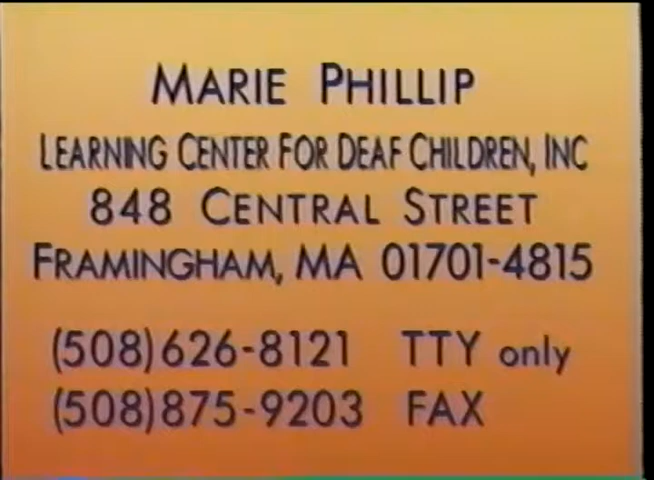 MARIE PHILLIP
LEARNING CENTER FOR DEAF CHILDREN, INC
848 CENTRAL STREET
FRAMINGHAM, MA 01701-4815
(508)626-8121 TTY only
(508)875-9203 FAX